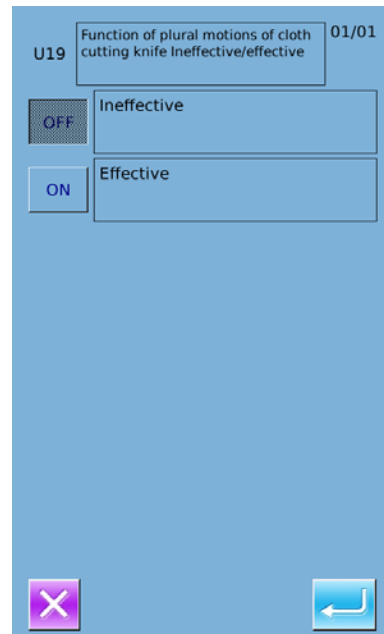 U19
Function of plural motions of cloth
cutting knife Ineffective/effective
01/01
OFF
Ineffective
ON
Effective